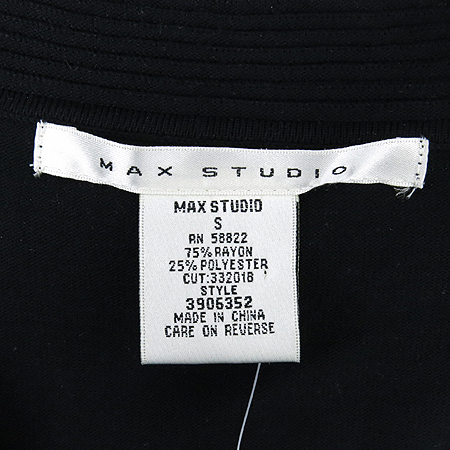 MAX STUDIO
MAX STUDIO
S
RN 58822
75% RAYON
25% POLYESTER
CUT:33201B
STYLE
3906352
MADE IN CHINA
CARE ON REVERSE